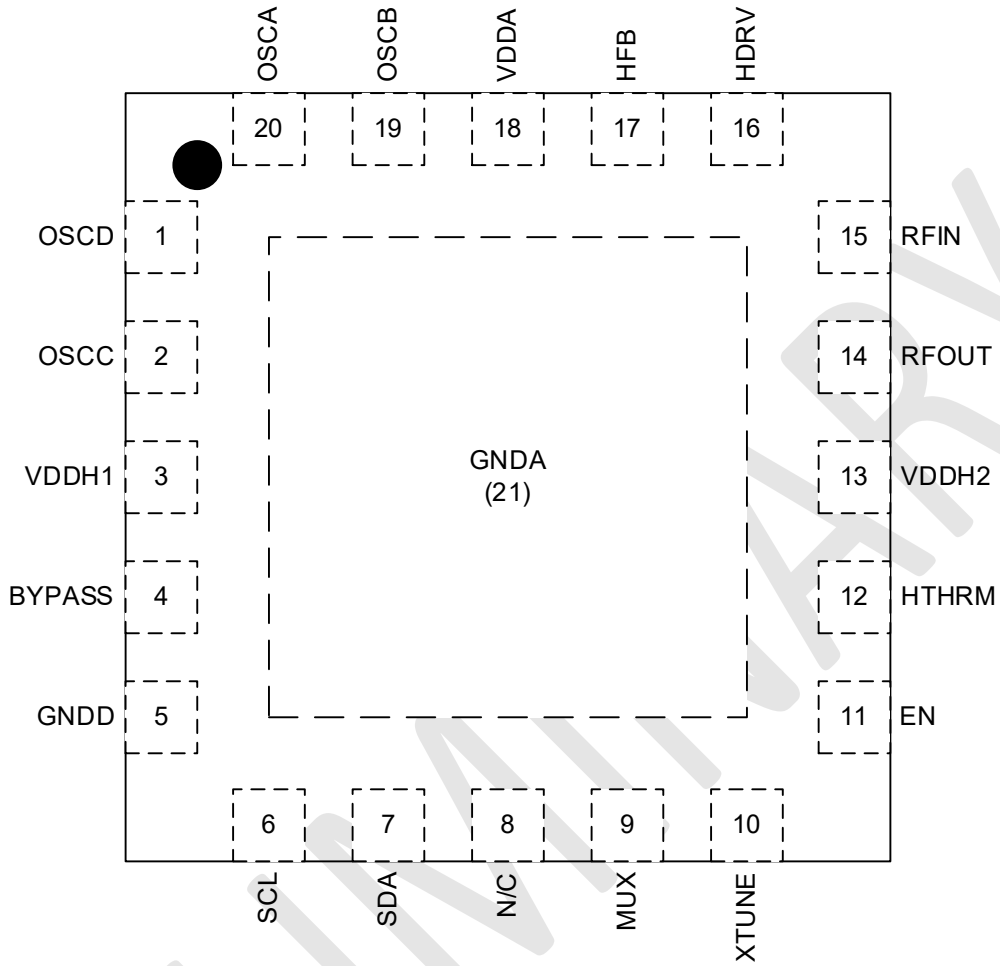 OSCA
OSCB
VDDA
HFB
HDRV
20
19
18
17
16
OSCD 1
15 RFIN
OSCC 2
14 RFOUT
VDDH1 3
GNDA
(21)
13 VDDH2
BYPASS 4
12 HTHRM
GNDD 5
11 EN
6
7
8
9
10
SCL
SDA
N/C
MUX
XTUNE